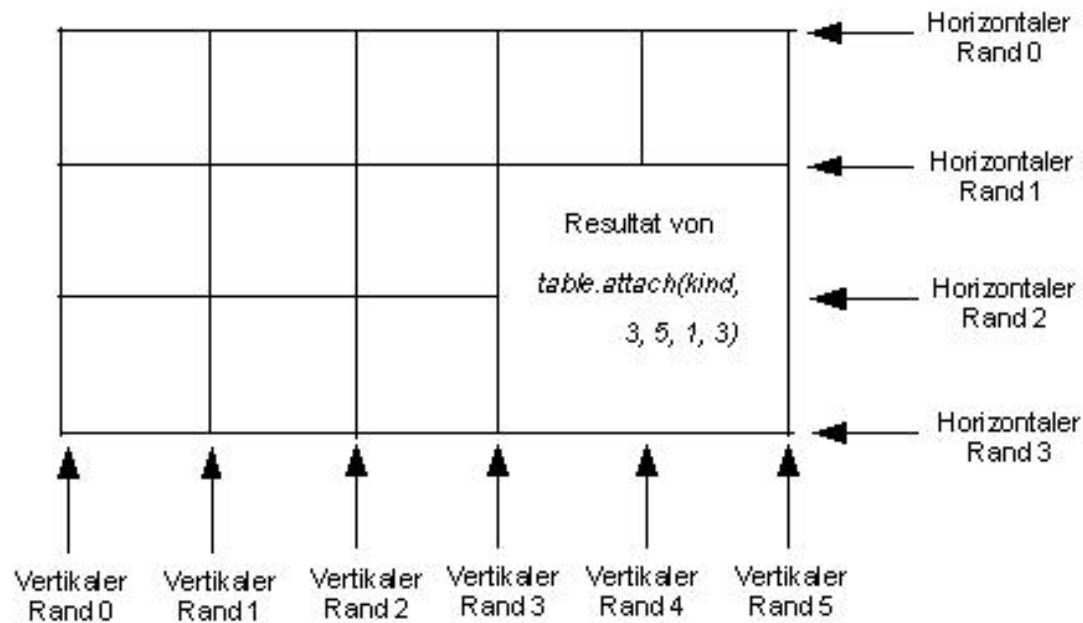 Horizontaler
Rand 0
Horizontaler
Rand 1
Resultat von
table.attach(kind,
3, 5, 1, 3)
Horizontaler
Rand 2
Horizontaler
Rand 3
Vertikaler
Rand 0
Vertikaler
Rand 1
Vertikaler
Rand 2
Vertikaler
Rand 3
Vertikaler
Rand 4
Vertikaler
Rand 5